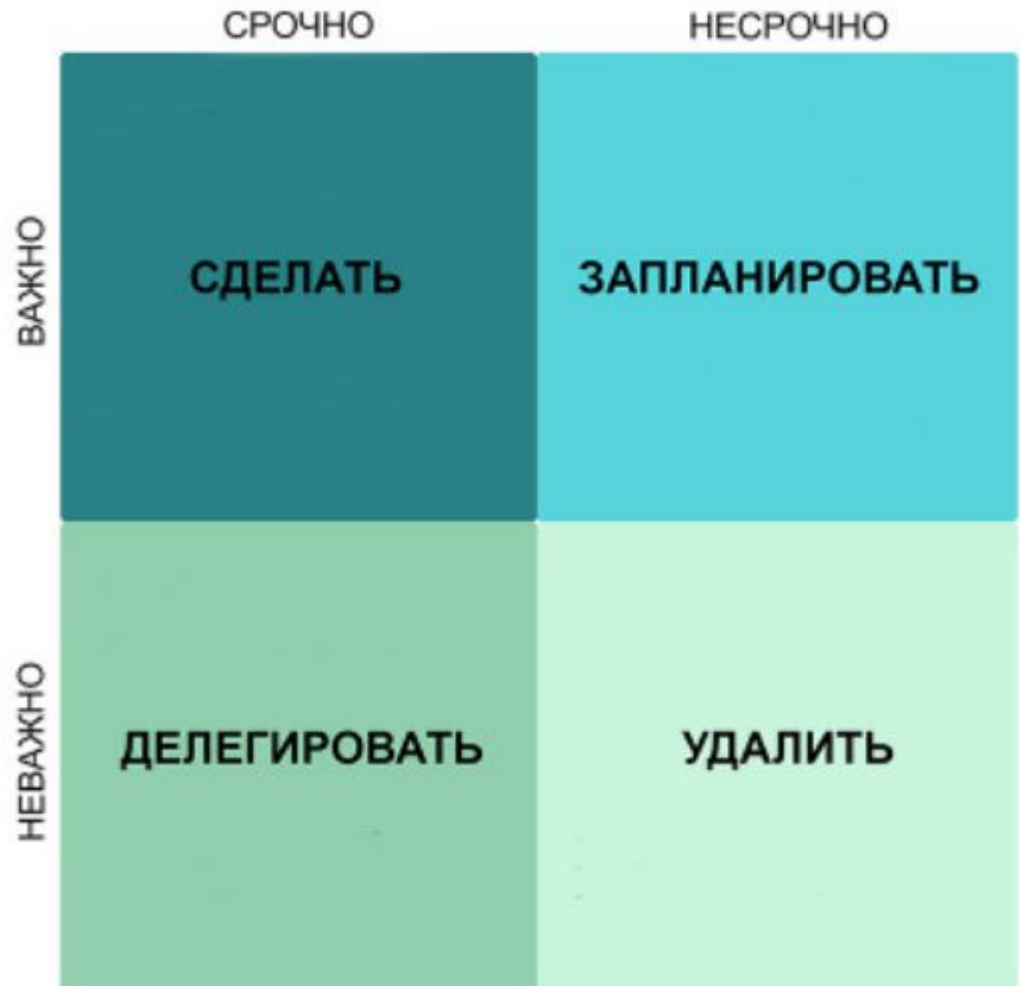 СРОЧНО НЕСРОЧНО
ВАЖНО
СДЕЛАТЬ ЗАПЛАНИРОВАТЬ
НЕВАЖНО
ДЕЛЕГИРОВАТЬ УДАЛИТЬ